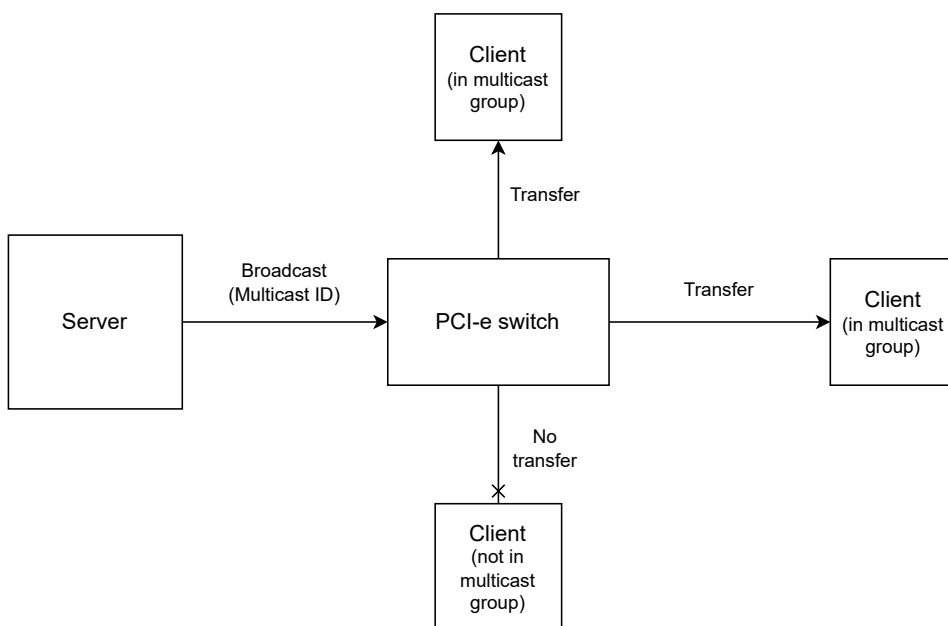 Client
(in multicast
group)
Transfer
Broadcast
(Multicast ID)
Server
PCI-e switch
Transfer
Client
(in multicast
group)
No
transfer
Client
(not in
multicast
group)